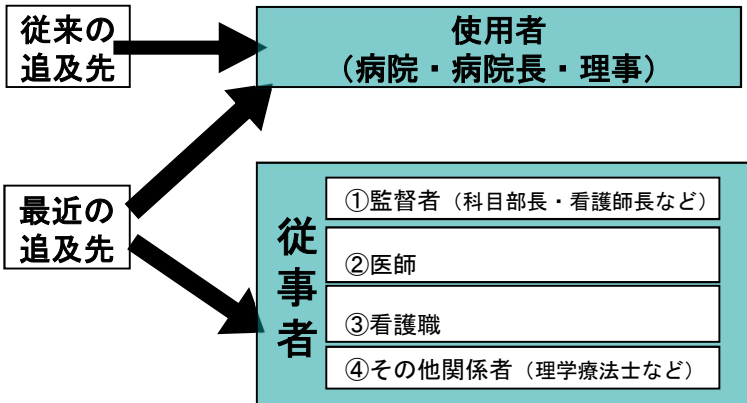 従来の
追及先
使用者
（病院・病院長・理事）
最近の
追及先
従事者
①監督者（科目部長・看護師長など）
②医師
③看護職
④その他関係者（理学療法士など）